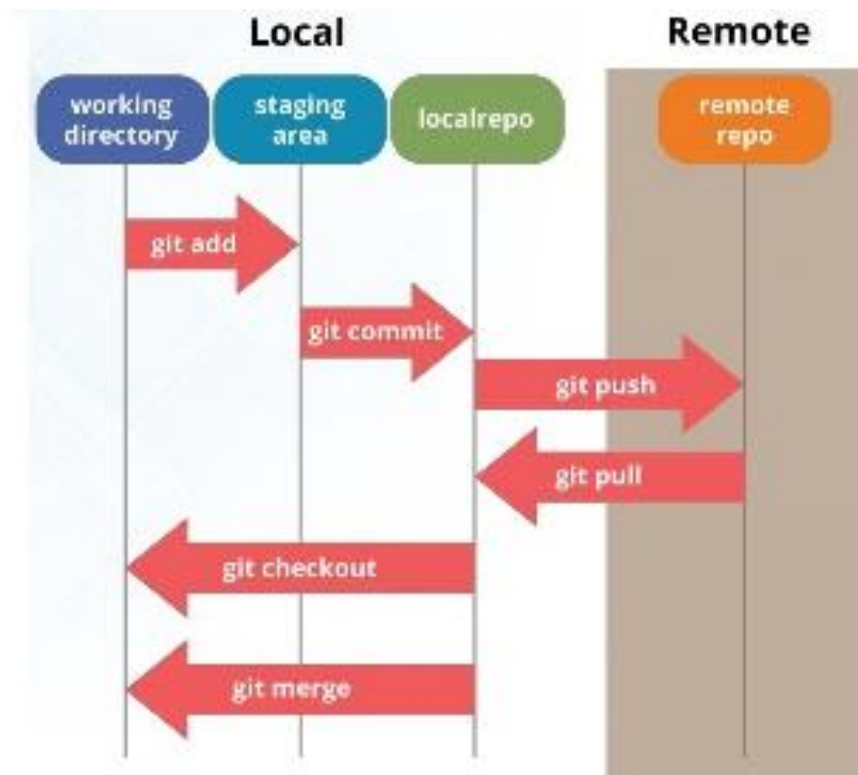 Local
Remote
working
directory
staging
area
localrepo
remote
repo
git add
git commit
git push
git pull
git checkout
git merge